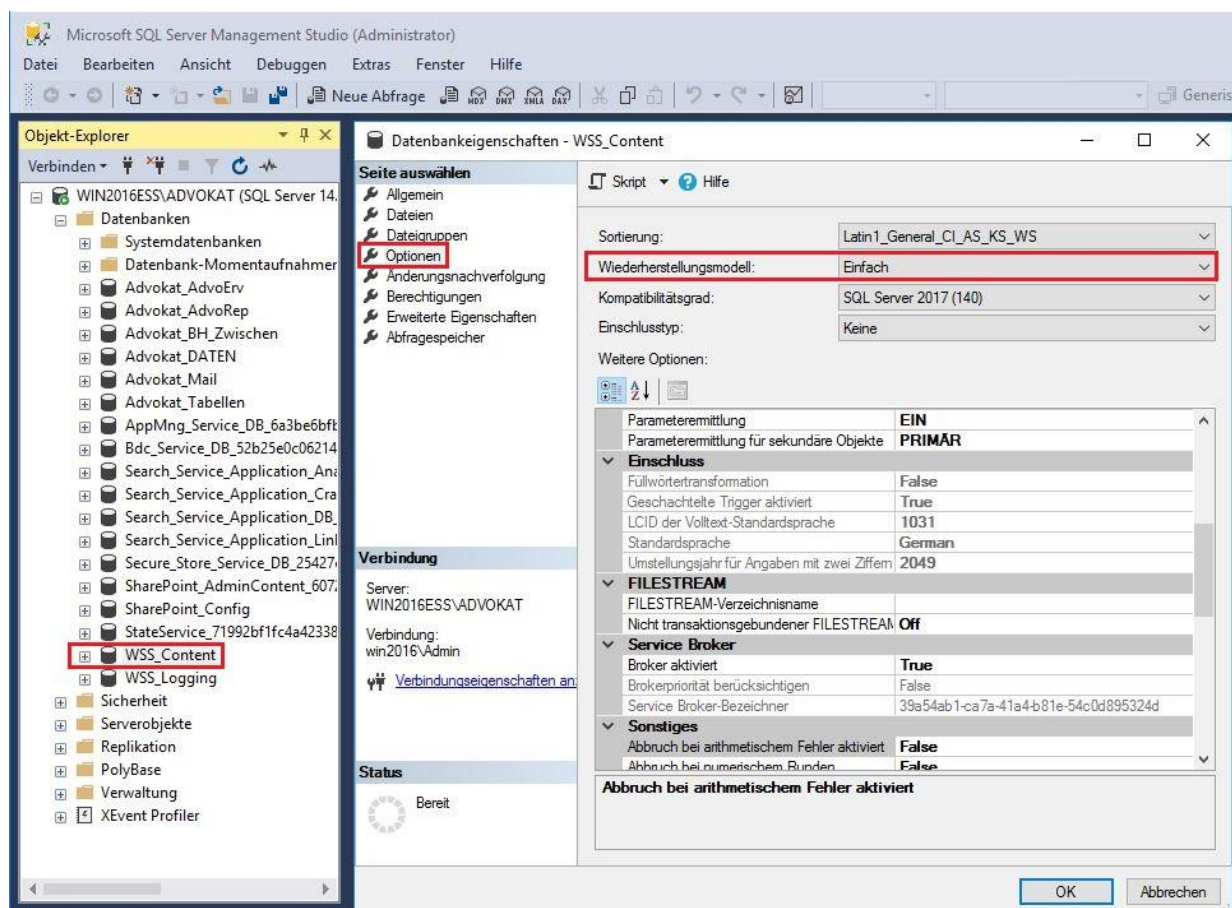 Microsoft SQL Server Management Studio (Administrator)
Datei Bearbeiten Ansicht Debuggen Extras Fenster Hilfe
Neue Abfrage MDX DMX XMLA DAX Generis
Objekt-Explorer
Verbinden
WIN2016ESS\ADVOKAT (SQL Server 14.
Datenbanken
Systemdatenbanken
Datenbank-Momentaufnahmen
Advokat_AdvoErv
Advokat_AdvoRep
Advokat_BH_Zwischen
Advokat_DATEN
Advokat_Mail
Advokat_Tabellen
AppMng_Service_DB_6a3be6bfb
Bdc_Service_DB_52b25e0c06214
Search_Service_Application_Ana
Search_Service_Application_Cra
Search_Service_Application_DB_
Search_Service_Application_Linl
Secure_Store_Service_DB_25427
SharePoint_AdminContent_607
SharePoint_Config
StateService_71992bf1fc4a42338
WSS_Content
WSS_Logging
Sicherheit
Serverobjekte
Replikation
PolyBase
Verwaltung
XEvent Profiler
Datenbankeigenschaften - WSS_Content
Seite auswählen
Allgemein
Dateien
Dateigruppen
Optionen
Änderungsnachverfolgung
Berechtigungen
Erweiterte Eigenschaften
Abfragespeicher
Verbindung
Server:
WIN2016ESS\ADVOKAT
Verbindung:
win2016\Admin
Verbindungseigenschaften an
Status
Bereit
Skript Hilfe
Sortierung: Latin1_General_CI_AS_KS_WS
Wiederherstellungsmodell: Einfach
Kompatibilitätsgrad: SQL Server 2017 (140)
Einschlusstyp: Keine
Weitere Optionen:
Parameterermittlung EIN
Parameterermittlung für sekundäre Objekte PRIMÄR
Einschluss
Füllwörtertransformation False
Geschachtelte Trigger aktiviert True
LCID der Volltext-Standardsprache 1031
Standardsprache German
Umstellungsjahr für Angaben mit zwei Ziffern 2049
FILESTREAM
FILESTREAM-Verzeichnisname
Nicht transaktionsgebundener FILESTREAM Off
Service Broker
Broker aktiviert True
Brokerpriorität berücksichtigen False
Service Broker-Bezeichner 39a54ab1-ca7a-41a4-b81e-54c0d895324d
Sonstiges
Abbruch bei arithmetischem Fehler aktiviert False
Abbruch bei numerischem Runden False
Abbruch bei arithmetischem Fehler aktiviert
OK Abbrechen